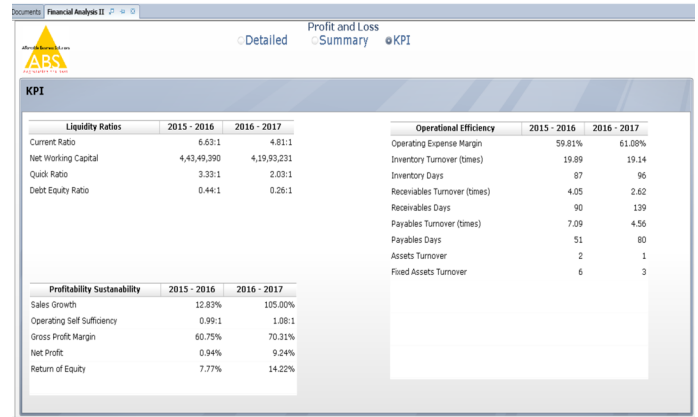 Documents Financial Analysis II
Profit and Loss
Detailed Summary KPI
ABS
KPI
Liquidity Ratios 2015 - 2016 2016 - 2017
Current Ratio 6.63:1 4.81:1
Net Working Capital 4,43,49,390 4,19,93,231
Quick Ratio 3.33:1 2.03:1
Debt Equity Ratio 0.44:1 0.26:1
Operational Efficiency 2015 - 2016 2016 - 2017
Operating Expense Margin 59.81% 61.08%
Inventory Turnover (times) 19.89 19.14
Inventory Days 87 96
Receviables Turnover (times) 4.05 2.62
Receivables Days 90 139
Payables Turnover (times) 7.09 4.56
Payables Days 51 80
Assets Turnover 2 1
Fixed Assets Turnover 6 3
Profitability Sustanability 2015 - 2016 2016 - 2017
Sales Growth 12.83% 105.00%
Operating Self Sufficiency 0.99:1 1.08:1
Gross Profit Margin 60.75% 70.31%
Net Profit 0.94% 9.24%
Return of Equity 7.77% 14.22%